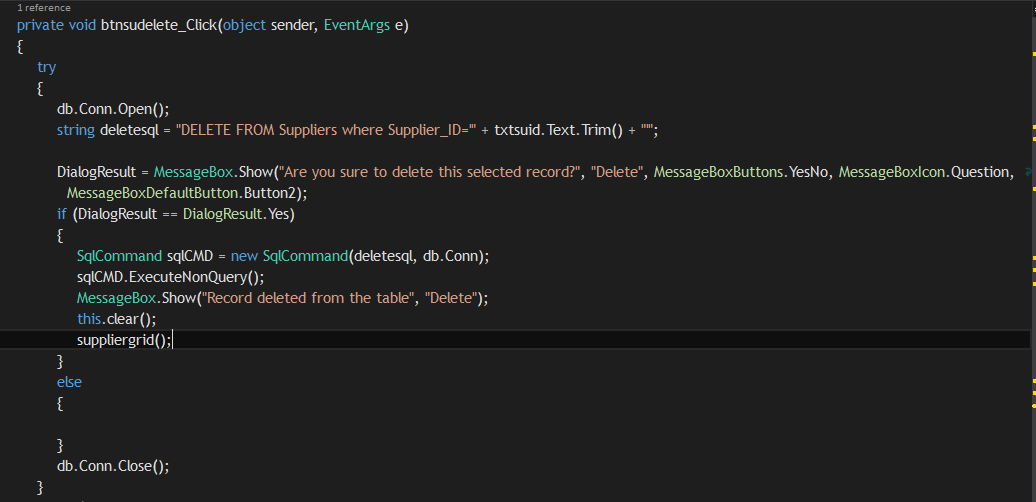 1 reference
private void btnsudelete_Click(object sender, EventArgs e)
{
try
{
db.Conn.Open();
string deletesql = "DELETE FROM Suppliers where Supplier_ID='" + txtsuid.Text.Trim() + "'";
DialogResult = MessageBox.Show("Are you sure to delete this selected record?", "Delete", MessageBoxButtons.YesNo, MessageBoxIcon.Question,
MessageBoxDefaultButton.Button2);
if (DialogResult == DialogResult.Yes)
{
SqlCommand sqlCMD = new SqlCommand(deletesql, db.Conn);
sqlCMD.ExecuteNonQuery();
MessageBox.Show("Record deleted from the table", "Delete");
this.clear();
suppliergrid();
}
else
{
}
db.Conn.Close();
}